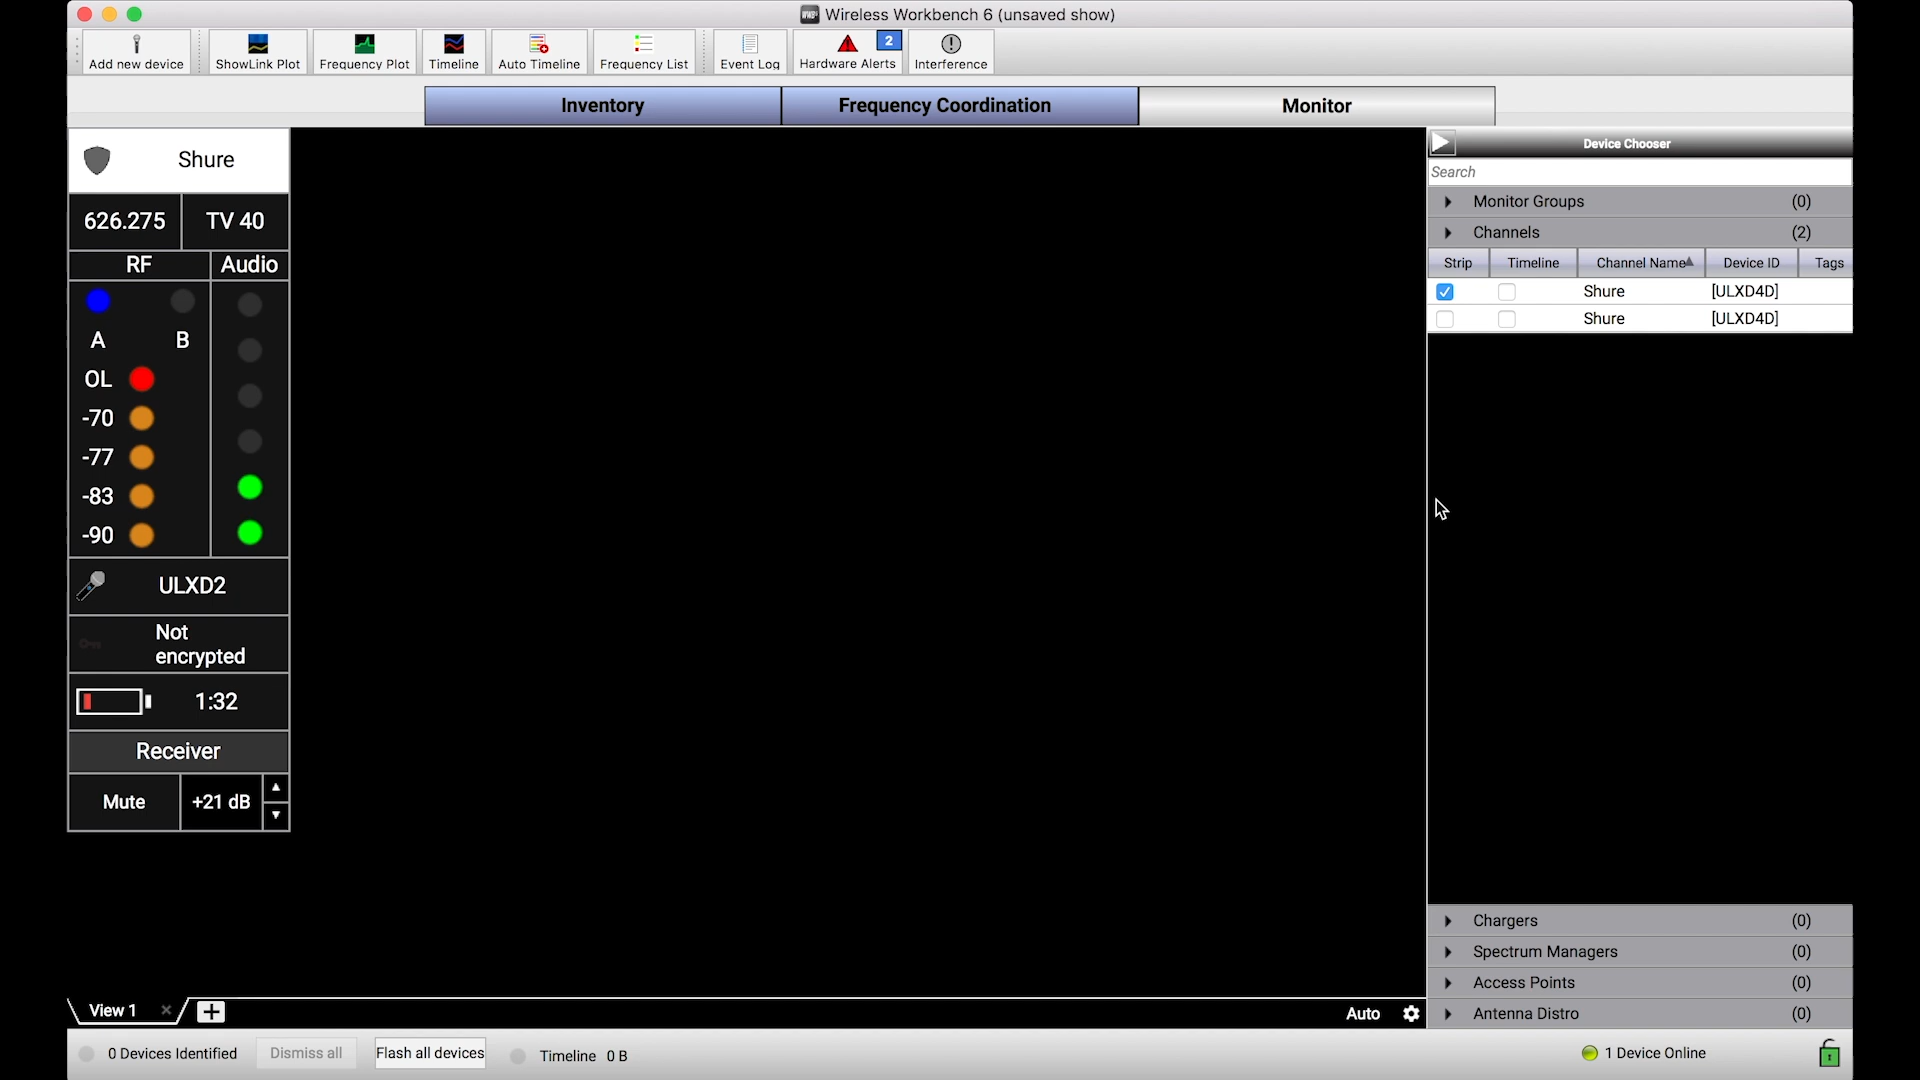 Wireless Workbench 6 (unsaved show)
Add new device
ShowLink Plot
Frequency Plot
Timeline
Auto Timeline
Frequency List
Event Log
Hardware Alerts
2
Interference
Inventory
Frequency Coordination
Monitor
Shure
626.275
TV 40
RF
Audio
A
B
OL
-70
-77
-83
-90
ULXD2
Not
encrypted
1:32
Receiver
Mute
+21 dB
Device Chooser
Search
Monitor Groups (0)
Channels (2)
Strip Timeline Channel Name Device ID Tags
Shure [ULXD4D]
Shure [ULXD4D]
Chargers (0)
Spectrum Managers (0)
Access Points (0)
Antenna Distro (0)
View 1
Auto
0 Devices Identified
Dismiss all
Flash all devices
Timeline 0 B
1 Device Online